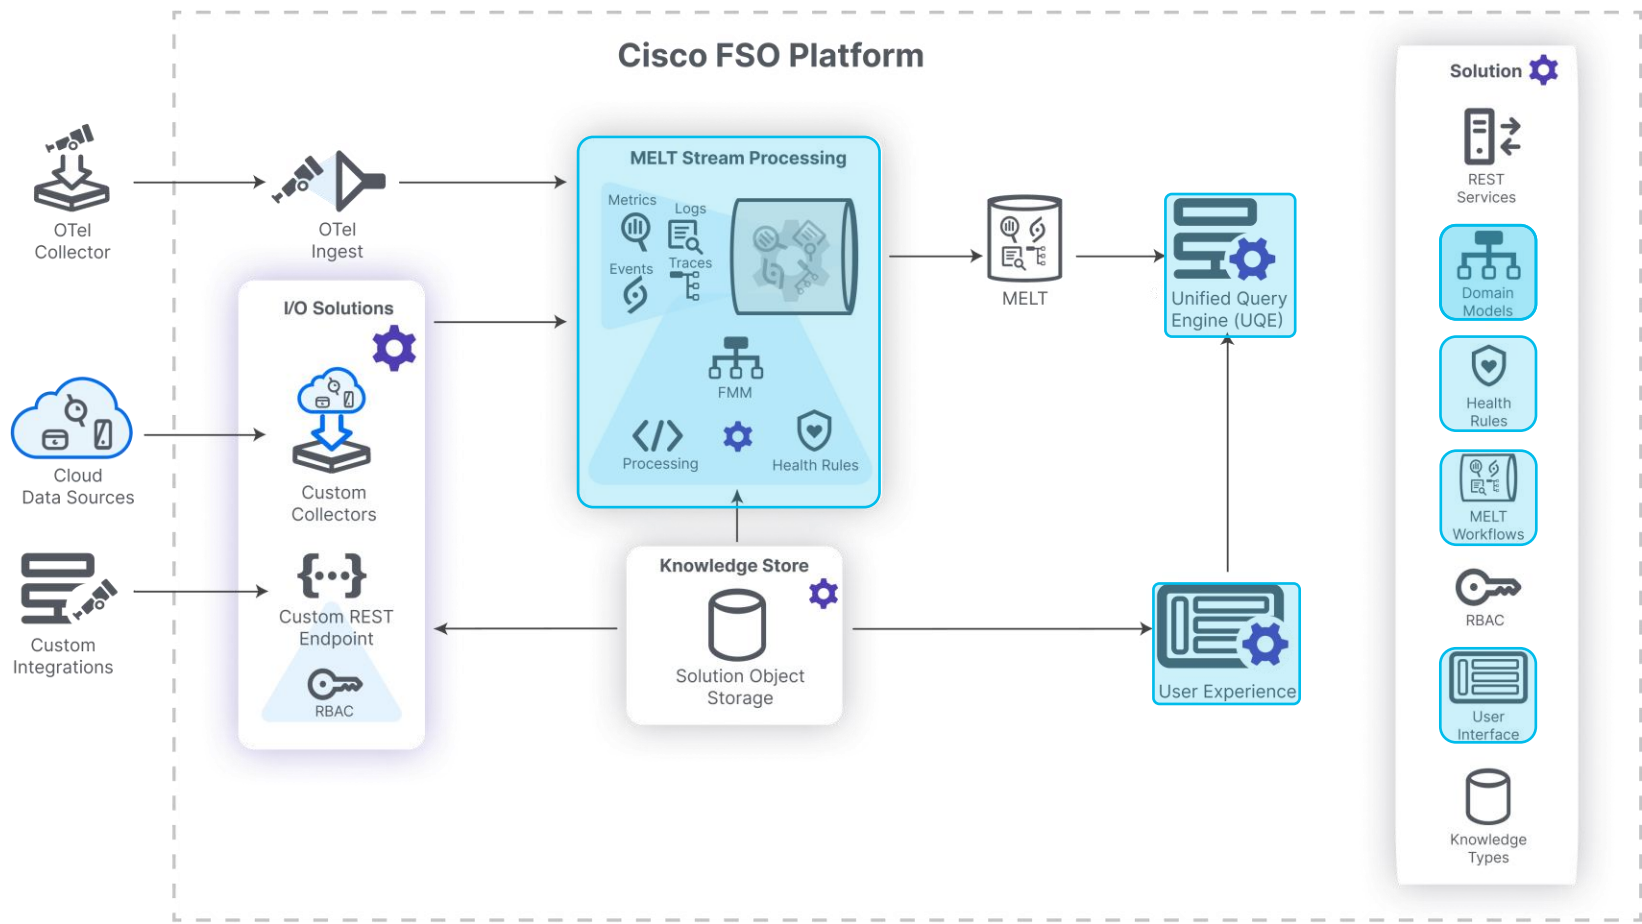 Cisco FSO Platform
OTel
Collector
OTel
Ingest
Cloud
Data Sources
Custom
Integrations
I/O Solutions
Custom
Collectors
Custom REST
Endpoint
RBAC
MELT Stream Processing
Metrics
Logs
Events
Traces
FMM
Processing
Health Rules
Knowledge Store
Solution Object
Storage
MELT
Unified Query
Engine (UQE)
User Experience
Solution
REST
Services
Domain
Models
Health
Rules
MELT
Workflows
RBAC
User
Interface
Knowledge
Types